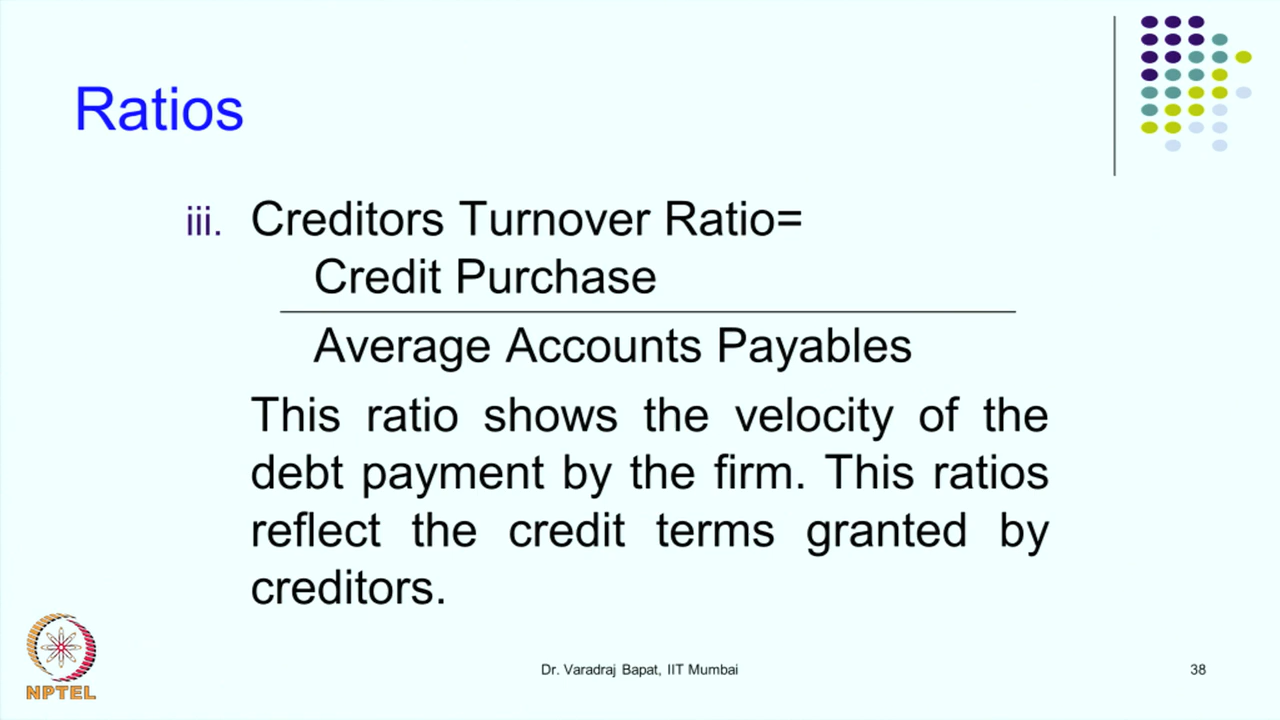 Ratios
iii. Creditors Turnover Ratio=
Credit Purchase
Average Accounts Payables
This ratio shows the velocity of the
debt payment by the firm. This ratios
reflect the credit terms granted by
creditors.
NPTEL
Dr. Varadraj Bapat, IIT Mumbai
38